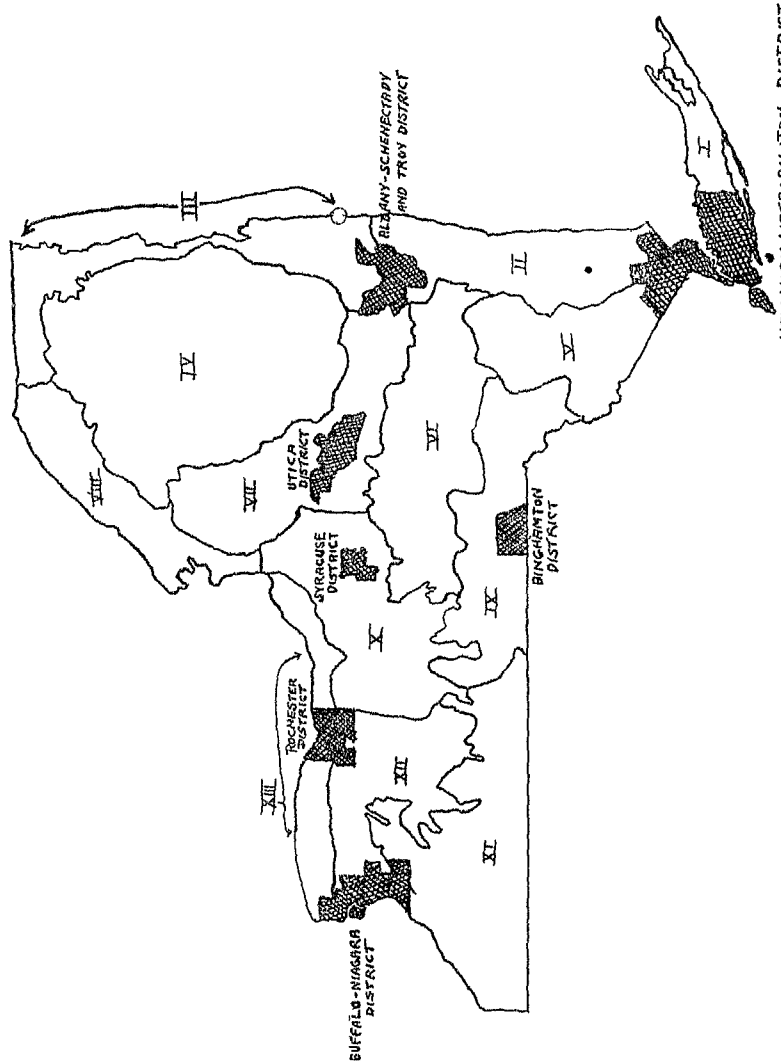 III
ALBANY-SCHENECTADY
AND TROY DISTRICT
IV
VIII
VII
UTICA
DISTRICT
SYRACUSE
DISTRICT
ROCHESTER
DISTRICT
XIII
BUFFALO-NIAGARA
DISTRICT
X
XII
XI
VI
IX
BINGHAMTON
DISTRICT
V
II
I
DISTRICT